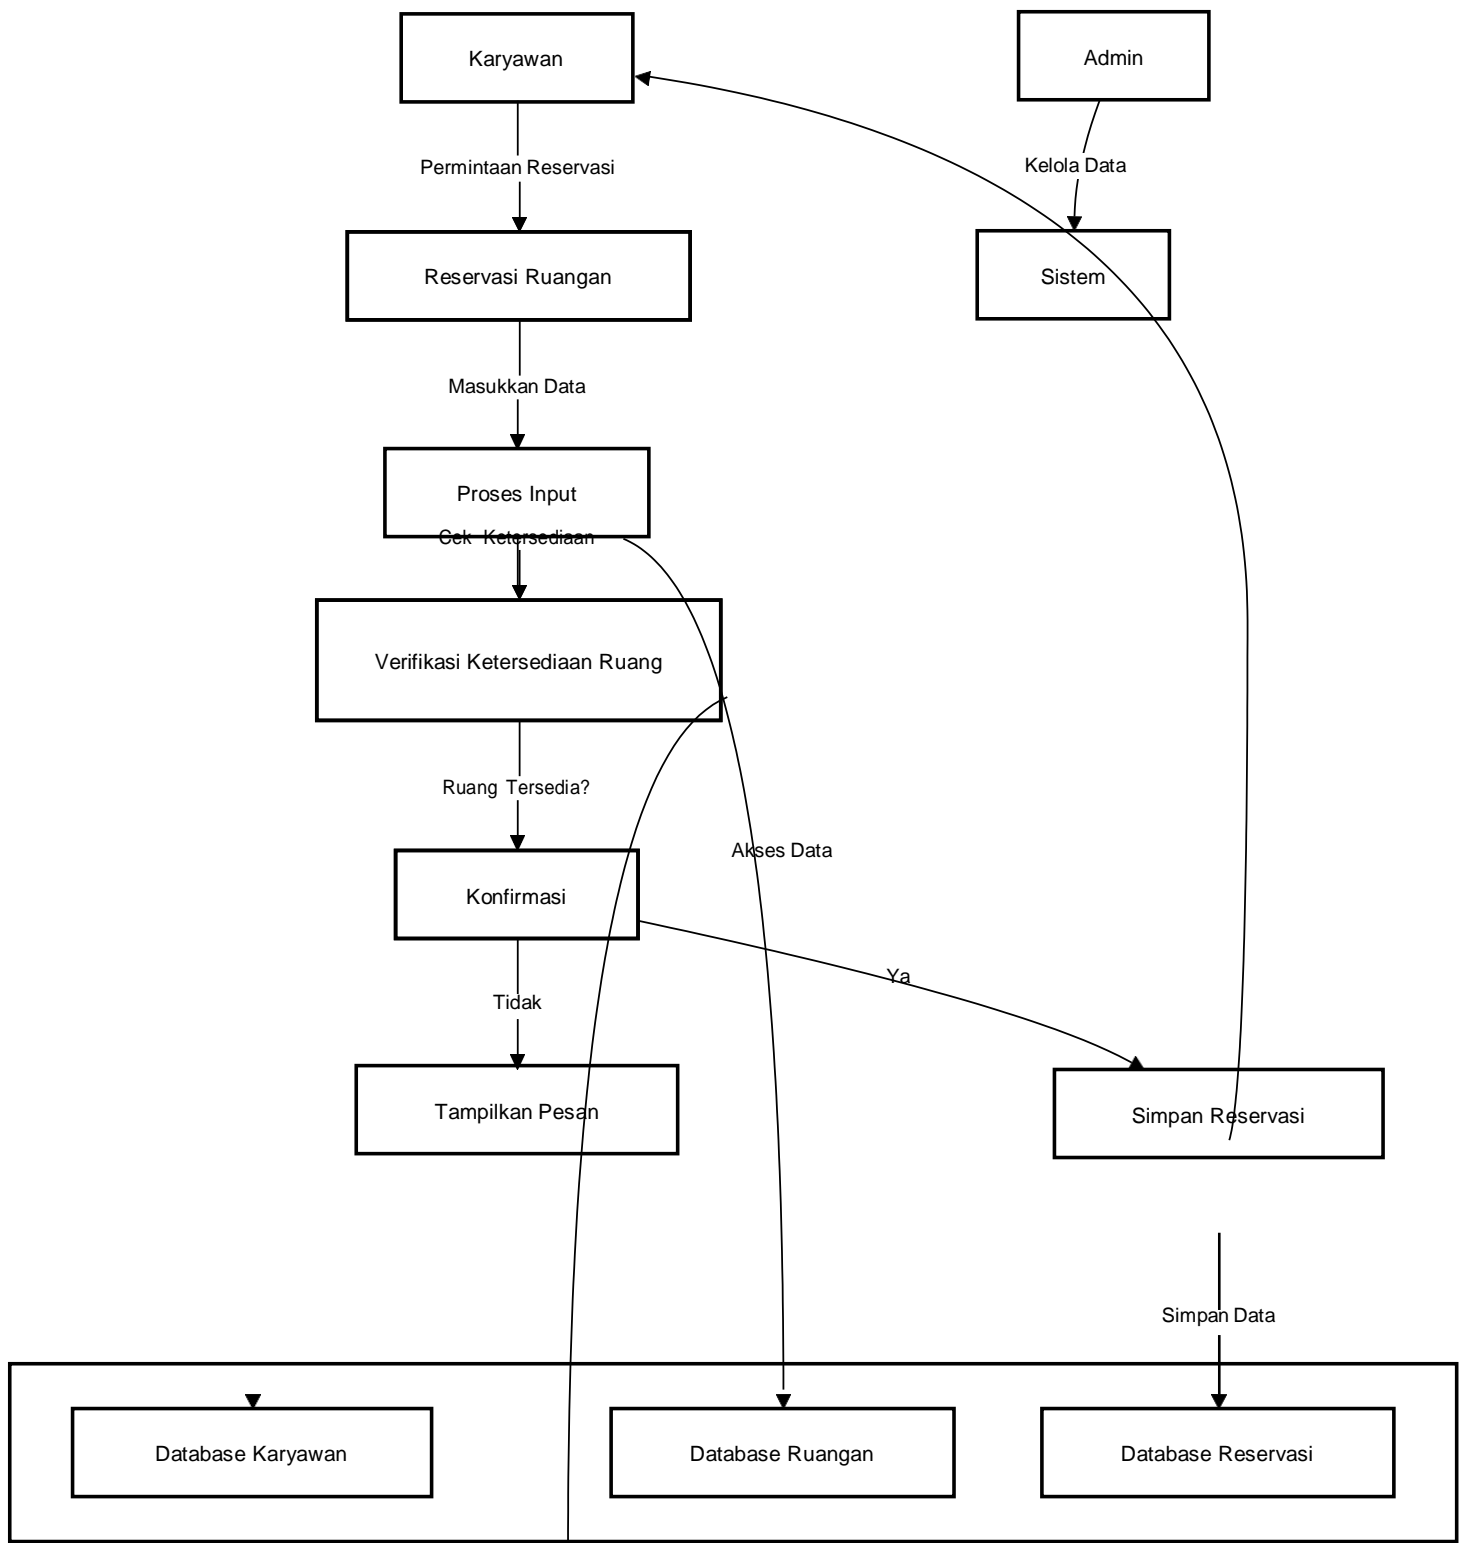 Karyawan
Admin
Permintaan Reservasi
Kelola Data
Reservasi Ruangan
Sistem
Masukkan Data
Proses Input
Cek Ketersediaan
Verifikasi Ketersediaan Ruang
Ruang Tersedia?
Akses Data
Konfirmasi
Ya
Tidak
Tampilkan Pesan
Simpan Reservasi
Simpan Data
Database Karyawan
Database Ruangan
Database Reservasi